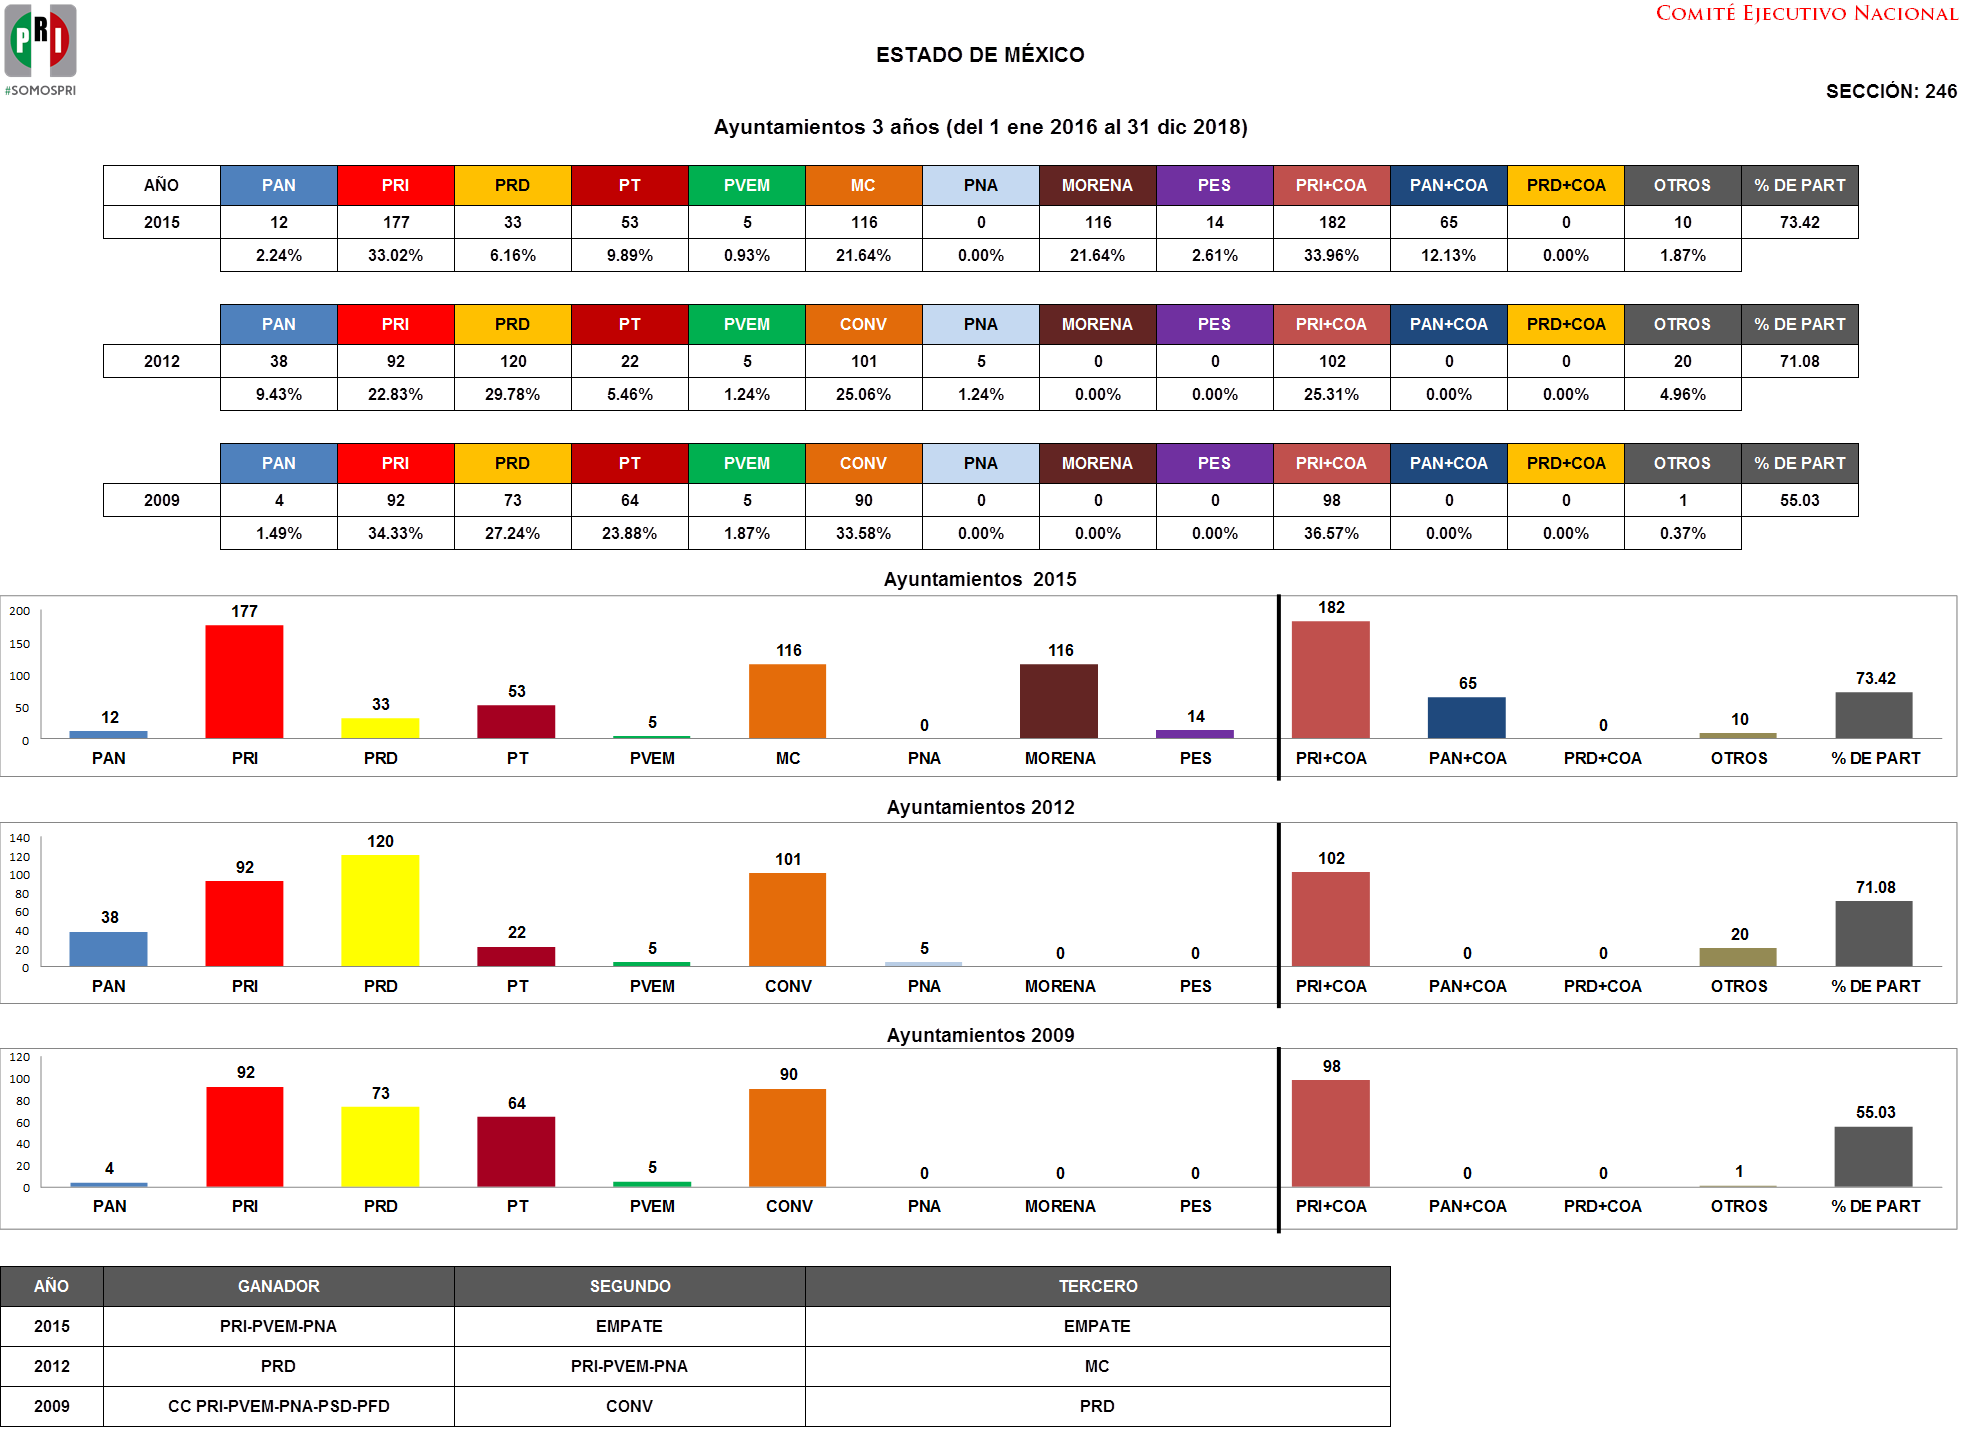 PRI
#SOMOSPRI
COMITÉ EJECUTIVO NACIONAL
ESTADO DE MÉXICO
SECCIÓN: 246
Ayuntamientos 3 años (del 1 ene 2016 al 31 dic 2018)
AÑO PAN PRI PRD PT PVEM MC PNA MORENA PES PRI+COA PAN+COA PRD+COA OTROS % DE PART
2015 12 177 33 53 5 116 0 116 14 182 65 0 10 73.42
2.24% 33.02% 6.16% 9.89% 0.93% 21.64% 0.00% 21.64% 2.61% 33.96% 12.13% 0.00% 1.87%
PAN PRI PRD PT PVEM CONV PNA MORENA PES PRI+COA PAN+COA PRD+COA OTROS % DE PART
2012 38 92 120 22 5 101 5 0 0 102 0 0 20 71.08
9.43% 22.83% 29.78% 5.46% 1.24% 25.06% 1.24% 0.00% 0.00% 25.31% 0.00% 0.00% 4.96%
PAN PRI PRD PT PVEM CONV PNA MORENA PES PRI+COA PAN+COA PRD+COA OTROS % DE PART
2009 4 92 73 64 5 90 0 0 0 98 0 0 1 55.03
1.49% 34.33% 27.24% 23.88% 1.87% 33.58% 0.00% 0.00% 0.00% 36.57% 0.00% 0.00% 0.37%
Ayuntamientos 2015
200
150
100
50
0
12 177 33 53 5 116 0 116 14 182 65 0 10 73.42
PAN PRI PRD PT PVEM MC PNA MORENA PES PRI+COA PAN+COA PRD+COA OTROS % DE PART
Ayuntamientos 2012
140
120
100
80
60
40
20
0
38 92 120 22 5 101 5 0 0 102 0 0 20 71.08
PAN PRI PRD PT PVEM CONV PNA MORENA PES PRI+COA PAN+COA PRD+COA OTROS % DE PART
Ayuntamientos 2009
120
100
80
60
40
20
0
4 92 73 64 5 90 0 0 0 98 0 0 1 55.03
PAN PRI PRD PT PVEM CONV PNA MORENA PES PRI+COA PAN+COA PRD+COA OTROS % DE PART
AÑO GANADOR SEGUNDO TERCERO
2015 PRI-PVEM-PNA EMPATE EMPATE
2012 PRD PRI-PVEM-PNA MC
2009 CC PRI-PVEM-PNA-PSD-PFD CONV PRD